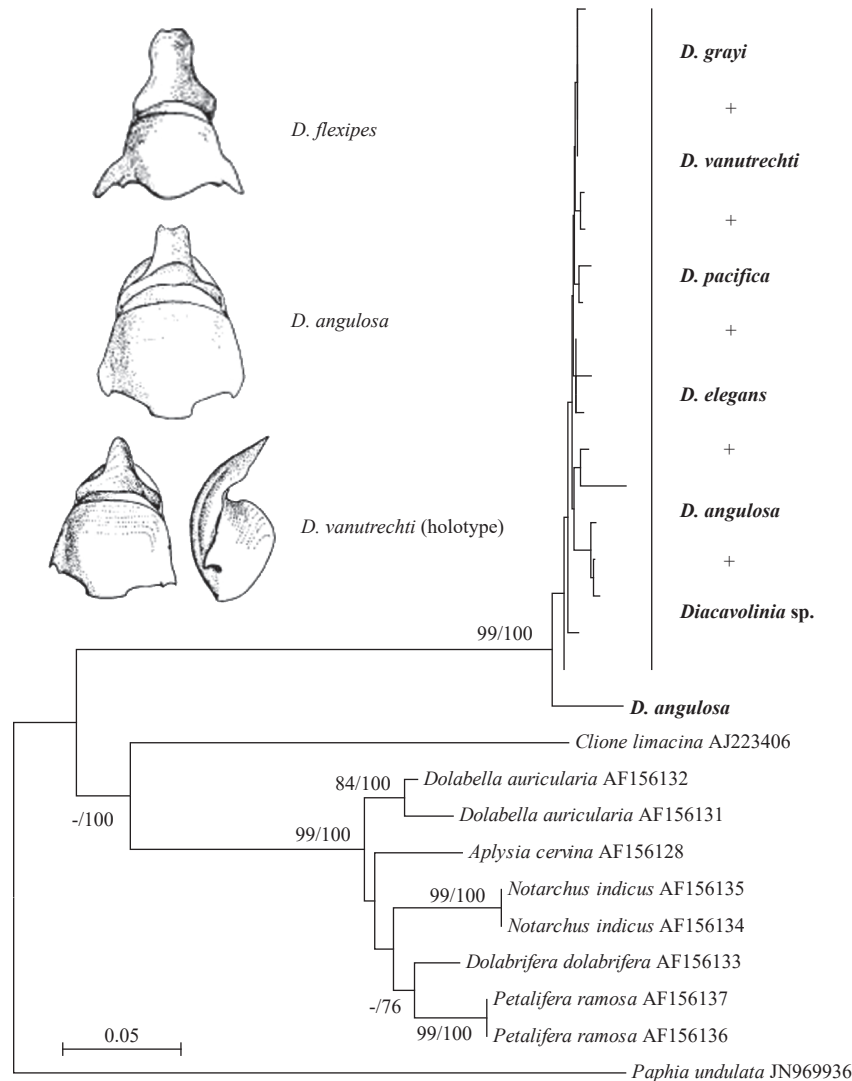 D. grayi
+
D. flexipes
D. vanutrechti
+
D. pacifica
D. angulosa
+
D. elegans
+
D. angulosa
D. vanutrechti (holotype)
+
Diacavolinia sp.
99/100
D. angulosa
Clione limacina AJ223406
84/100
Dolabella auricularia AF156132
-/100
Dolabella auricularia AF156131
99/100
Aplysia cervina AF156128
99/100
Notarchus indicus AF156135
Notarchus indicus AF156134
Dolabrifera dolabrifera AF156133
-/76
Petalifera ramosa AF156137
99/100
Petalifera ramosa AF156136
0.05
Paphia undulata JN969936